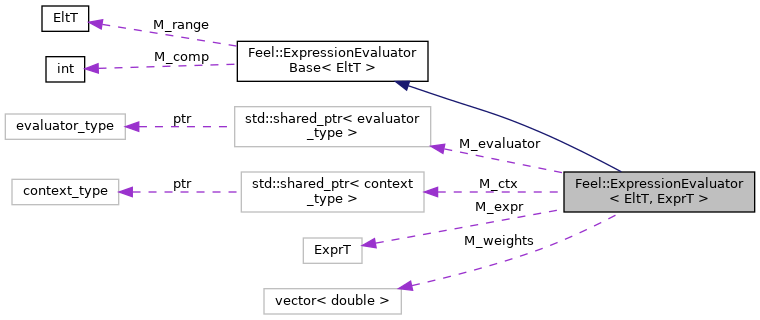 EltT
M_range
int
M_comp
Feel::ExpressionEvaluator
Base< EltT >
evaluator_type
ptr
std::shared_ptr< evaluator
_type >
M_evaluator
context_type
ptr
std::shared_ptr< context
_type >
M_ctx
Feel::ExpressionEvaluator
< EltT, ExprT >
M_expr
ExprT
M_weights
vector< double >